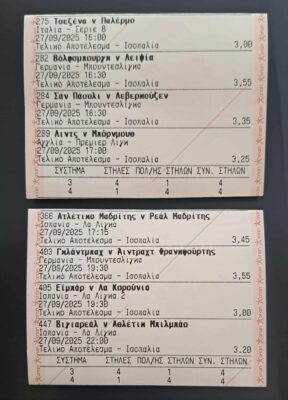 275 Τσεζένα v Παλέρμο
Ιταλία - Σερίε Β
27/09/2025 16:00
Τελικό Αποτέλεσμα - Ισοπαλία 3,00
282 Βόλφσμπουργκ v Λειψία
Γερμανία - Μπουντεσλίγκα
27/09/2025 16:30
Τελικό Αποτέλεσμα - Ισοπαλία 3,55
284 Σαν Πάουλι v Λεβερκούζεν
Γερμανία - Μπουντεσλίγκα
27/09/2025 16:30
Τελικό Αποτέλεσμα - Ισοπαλία 3,35
289 Λιντς v Μπόρνμουθ
Αγγλία - Πρέμιερ Λιγκ
27/09/2025 17:00
Τελικό Αποτέλεσμα - Ισοπαλία 3,25
ΣΥΣΤΗΜΑ ΣΤΗΛΕΣ ΠΟΛ/ΗΣ ΣΤΗΛΩΝ ΣΥΝ. ΣΤΗΛΩΝ
3 4 1 4
4 1 1 1
366 Ατλέτικο Μαδρίτης v Ρεάλ Μαδρίτης
Ισπανία - Λα Λίγκα
27/09/2025 17:15
Τελικό Αποτέλεσμα - Ισοπαλία 3,45
403 Γκλάντμπαχ v Άιντραχτ Φρανκφούρτης
Γερμανία - Μπουντεσλίγκα
27/09/2025 19:30
Τελικό Αποτέλεσμα - Ισοπαλία 3,55
405 Εϊμπάρ v Λα Κορούνια
Ισπανία - Λα Λίγκα 2
27/09/2025 19:30
Τελικό Αποτέλεσμα - Ισοπαλία 3,00
447 Βιγιαρεάλ v Αθλέτικ Μπιλμπάο
Ισπανία - Λα Λίγκα
27/09/2025 22:00
Τελικό Αποτέλεσμα - Ισοπαλία 3,20
ΣΥΣΤΗΜΑ ΣΤΗΛΕΣ ΠΟΛ/ΗΣ ΣΤΗΛΩΝ ΣΥΝ. ΣΤΗΛΩΝ
3 4 1 4
4 1 4 4